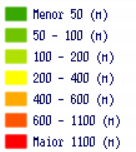 Menor 50 (м)
50 - 100 (м)
100 - 200 (м)
200 - 400 (м)
400 - 600 (м)
600 - 1100 (м)
Maior 1100 (м)